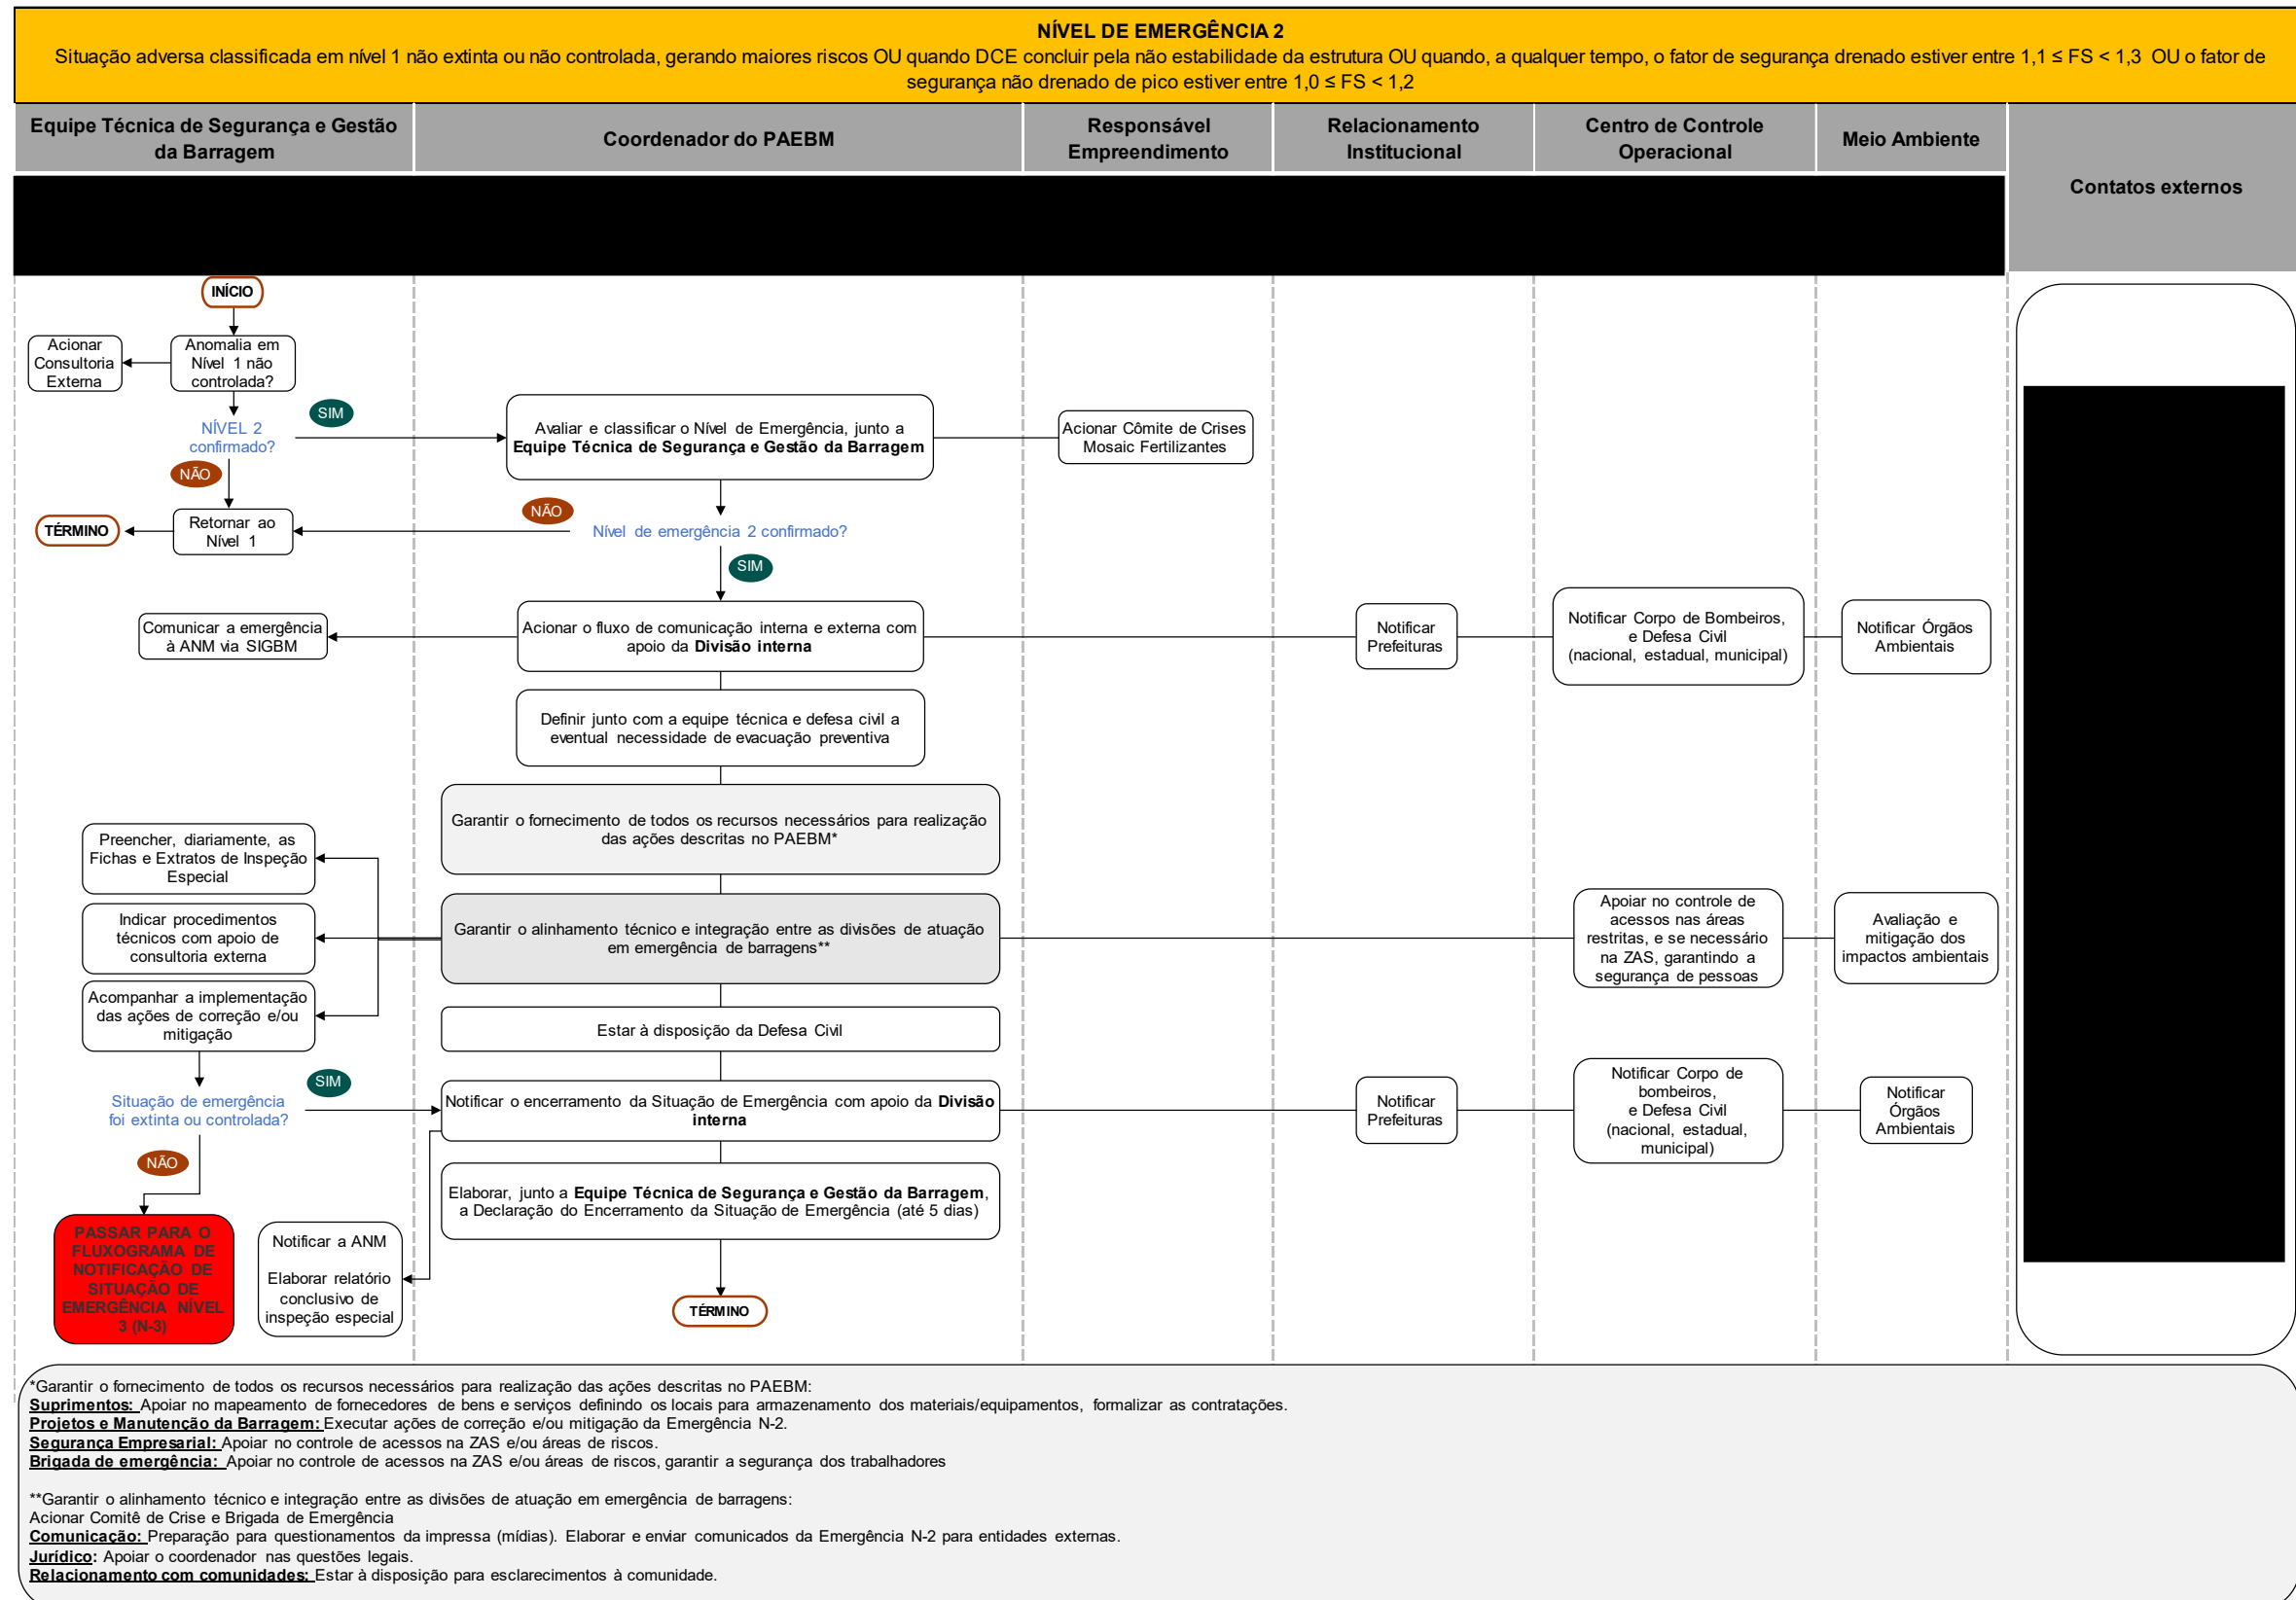 NÍVEL DE EMERGÊNCIA 2
Situação adversa classificada em nível 1 não extinta ou não controlada, gerando maiores riscos OU quando DCE concluir pela não estabilidade da estrutura OU quando, a qualquer tempo, o fator de segurança drenado estiver entre 1,1 ≤ FS < 1,3 OU o fator de
segurança não drenado de pico estiver entre 1,0 ≤ FS < 1,2
Equipe Técnica de Segurança e Gestão
da Barragem
Coordenador do PAEBM
Responsável
Empreendimento
Relacionamento
Institucional
Centro de Controle
Operacional
Meio Ambiente
Contatos externos
INÍCIO
Acionar
Consultoria
Externa
Anomalia em
Nível 1 não
controlada?
SIM
NÍVEL 2
confirmado?
Avaliar e classificar o Nível de Emergência, junto a
Equipe Técnica de Segurança e Gestão da Barragem
Acionar Cômite de Crises
Mosaic Fertilizantes
NÃO
TÉRMINO
Retornar ao
Nível 1
NÃO
Nível de emergência 2 confirmado?
SIM
Comunicar a emergência
à ANM via SIGBM
Acionar o fluxo de comunicação interna e externa com
apoio da Divisão interna
Notificar
Prefeituras
Notificar Corpo de Bombeiros,
e Defesa Civil
(nacional, estadual, municipal)
Notificar Órgãos
Ambientais
Definir junto com a equipe técnica e defesa civil a
eventual necessidade de evacuação preventiva
Garantir o fornecimento de todos os recursos necessários para realização
das ações descritas no PAEBM*
Preencher, diariamente, as
Fichas e Extratos de Inspeção
Especial
Indicar procedimentos
técnicos com apoio de
consultoria externa
Garantir o alinhamento técnico e integração entre as divisões de atuação
em emergência de barragens**
Apoiar no controle de
acessos nas áreas
restritas, e se necessário
na ZAS, garantindo a
segurança de pessoas
Avaliação e
mitigação dos
impactos ambientais
Acompanhar a implementação
das ações de correção e/ou
mitigação
Estar à disposição da Defesa Civil
SIM
Situação de emergência
foi extinta ou controlada?
Notificar o encerramento da Situação de Emergência com apoio da Divisão
interna
Notificar
Prefeituras
Notificar Corpo de
bombeiros,
e Defesa Civil
(nacional, estadual,
municipal)
Notificar
Órgãos
Ambientais
NÃO
Elaborar, junto a Equipe Técnica de Segurança e Gestão da Barragem,
a Declaração do Encerramento da Situação de Emergência (até 5 dias)
PASSAR PARA O
FLUXOGRAMA DE
NOTIFICAÇÃO DE
SITUAÇÃO DE
EMERGÊNCIA NÍVEL
3 (N-3)
Notificar a ANM
Elaborar relatório
conclusivo de
inspeção especial
TÉRMINO
*Garantir o fornecimento de todos os recursos necessários para realização das ações descritas no PAEBM:
Suprimentos: Apoiar no mapeamento de fornecedores de bens e serviços definindo os locais para armazenamento dos materiais/equipamentos, formalizar as contratações.
Projetos e Manutenção da Barragem: Executar ações de correção e/ou mitigação da Emergência N-2.
Segurança Empresarial: Apoiar no controle de acessos na ZAS e/ou áreas de riscos.
Brigada de emergência: Apoiar no controle de acessos na ZAS e/ou áreas de riscos, garantir a segurança dos trabalhadores
**Garantir o alinhamento técnico e integração entre as divisões de atuação em emergência de barragens:
Acionar Comitê de Crise e Brigada de Emergência
Comunicação: Preparação para questionamentos da impressa (mídias). Elaborar e enviar comunicados da Emergência N-2 para entidades externas.
Jurídico: Apoiar o coordenador nas questões legais.
Relacionamento com comunidades: Estar à disposição para esclarecimentos à comunidade.